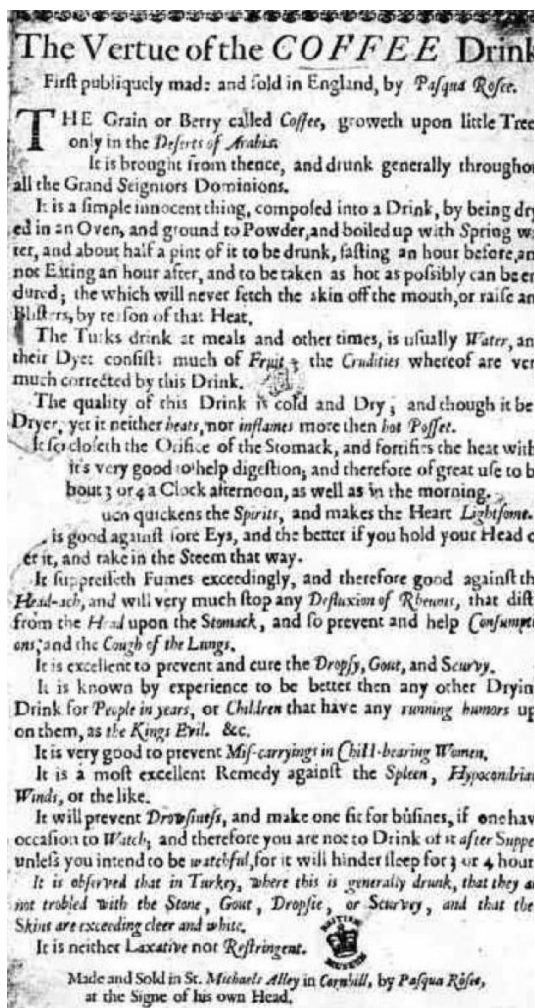 The Vertue of the COFFEE Drink
First publiquely made and sold in England, by Pasqua Rosee.
THE Grain or Berry called Coffee, groweth upon little Tree
only in the Deserts of Arabia.
It is brought from thence, and drunk generally throughou
all the Grand Seigniors Dominions.
It is a simple innocent thing, composed into a Drink, by being dry
ed in an Oven, and ground to Powder, and boiled up with Spring wa
ter, and about half a pint of it to be drunk, fasting an hour before, an
not Eating an hour after, and to be taken as hot as possibly can be en
dured; the which will never fetch the skin off the mouth, or raise an
Blisters, by reason of that Heat.
The Turks drink at meals and other times, is usually Water, an
their Dyet consists much of Fruit; the Crudities whereof are ver
much corrected by this Drink.
The quality of this Drink is cold and Dry; and though it be
Dryer, yet it neither heats, nor inflames more then hot Posset.
It so closeth the Orifice of the Stomack, and fortifies the heat with
it's very good to help digestion; and therefore of great use to b
bout 3 or 4 a Clock afternoon, as well as in the morning.
uch quickens the Spirits, and makes the Heart Lightsome.
is good against sore Eys, and the better if you hold your Head o
er it, and take in the Steem that way.
It suppresseth Fumes exceedingly, and therefore good against th
Head-ach, and will very much stop any Defluxion of Rheums, that disti
from the Head upon the Stomack, and so prevent and help Consumpti
ons; and the Cough of the Lungs.
It is excellent to prevent and cure the Dropsy, Gout, and Scurvy.
It is known by experience to be better then any other Dryin
Drink for People in years, or Children that have any running humors up
on them, as the Kings Evil. &c.
It is very good to prevent Mis-carryings in Child-bearing Women.
It is a most excellent Remedy against the Spleen, Hypocondriac
Winds, or the like.
It will prevent Drowsiness, and make one fit for busines, if one hav
occasion to Watch; and therefore you are not to Drink of it after Suppe
unless you intend to be watchful, for it will hinder sleep for 3 or 4 hour
It is observed that in Turkey, where this is generally drunk, that they a
not trobled with the Stone, Gout, Dropsie, or Scurvey, and that the
Skins are exceeding cleer and white.
It is neither Laxative nor Restringent.
BRITISH MUSEUM
Made and Sold in St. Michaels Alley in Cornhill, by Pasqua Rosee,
at the Signe of his own Head.